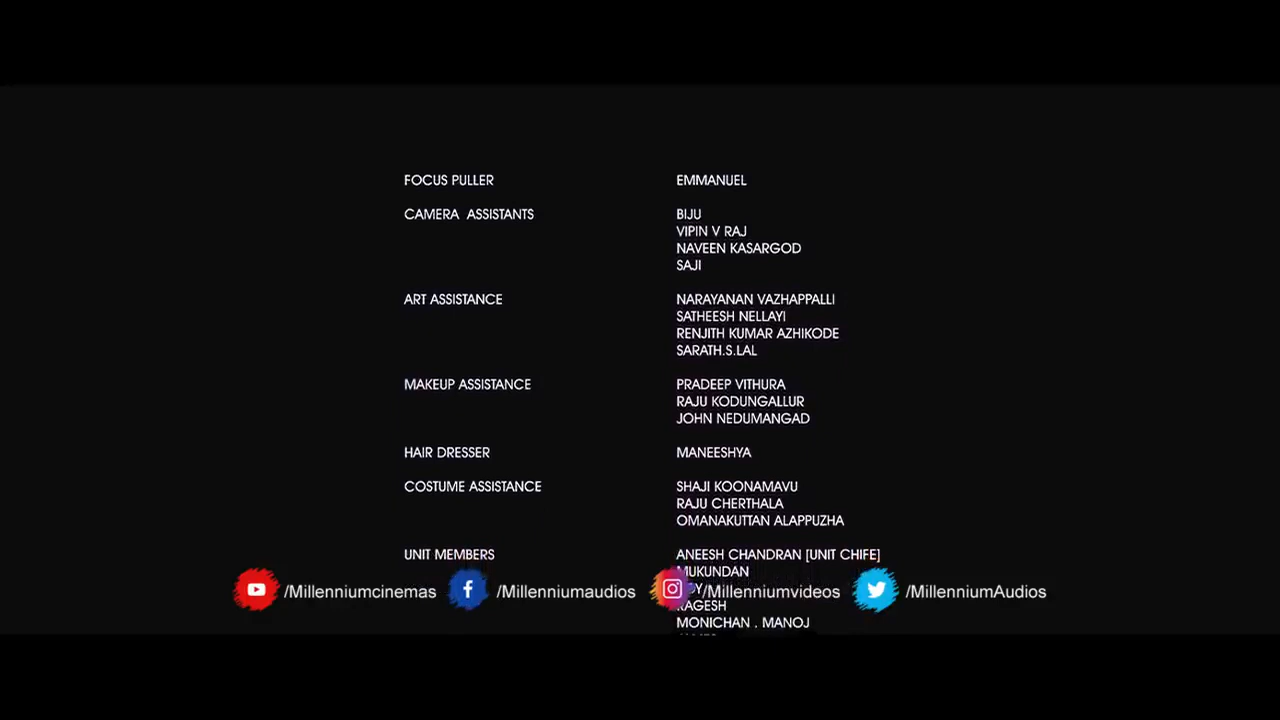 FOCUS PULLER EMMANUEL
CAMERA ASSISTANTS BIJU
VIPIN V RAJ
NAVEEN KASARGOD
SAJI
ART ASSISTANCE NARAYANAN VAZHAPPALLI
SATHEESH NELLAYI
RENJITH KUMAR AZHIKODE
SARATH.S.LAL
MAKEUP ASSISTANCE PRADEEP VITHURA
RAJU KODUNGALLUR
JOHN NEDUMANGAD
HAIR DRESSER MANEESHYA
COSTUME ASSISTANCE SHAJI KOONAMAVU
RAJU CHERTHALA
OMANAKUTTAN ALAPPUZHA
UNIT MEMBERS ANEESH CHANDRAN [UNIT CHIFE]
MUKUNDAN
/Millenniumcinemas /Millenniumaudios /Millenniumvideos /MillenniumAudios
RAGESH
MONICHAN . MANOJ